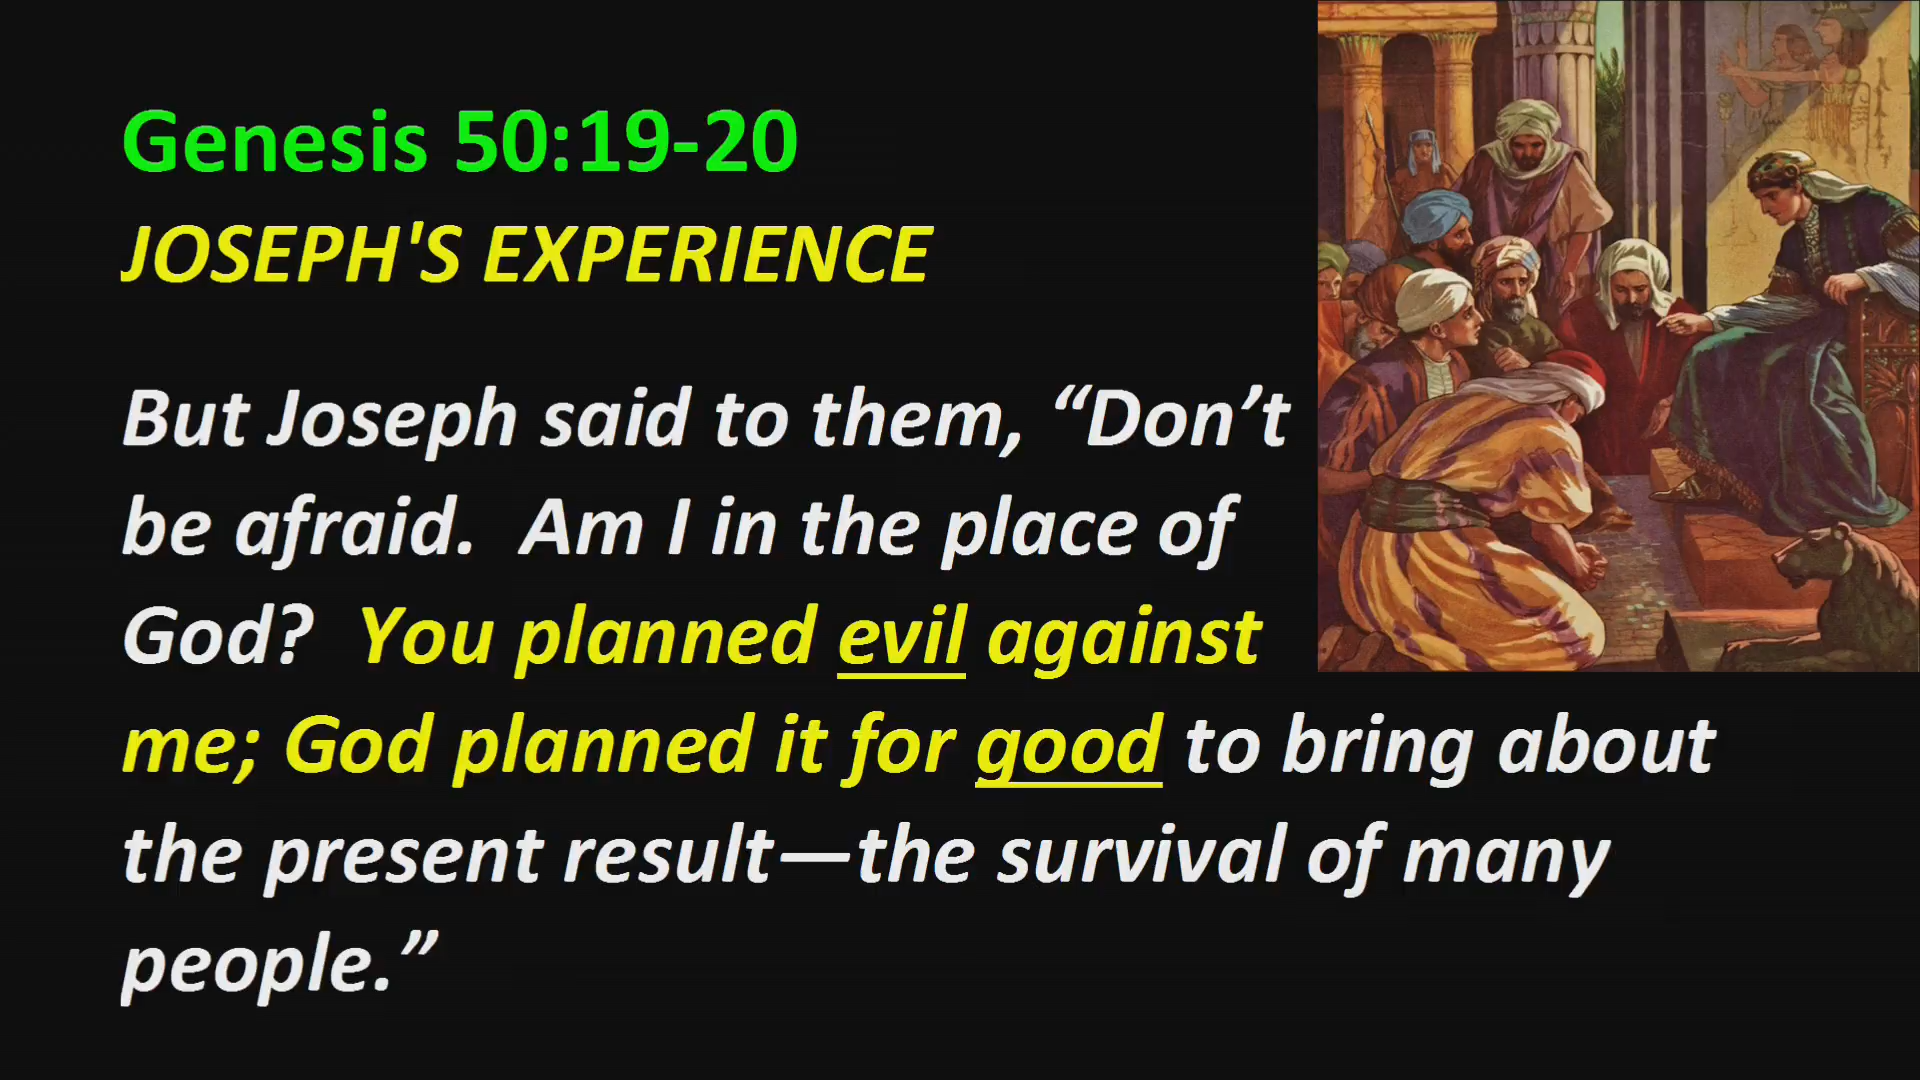 Genesis 50:19-20
JOSEPH'S EXPERIENCE
But Joseph said to them, “Don’t
be afraid.  Am I in the place of
God?  You planned evil against
me; God planned it for good to bring about
the present result—the survival of many
people.”